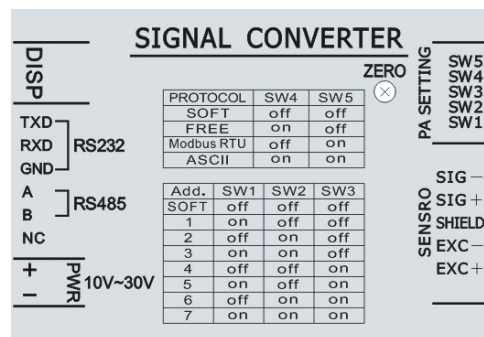 SIGNAL CONVERTER
DISP
TXD
RXD
GND
RS232
A
B
RS485
NC
+
−
PWR
10V~30V
ZERO
PROTOCOL SW4 SW5
SOFT off off
FREE on off
Modbus RTU off on
ASCII on on
Add. SW1 SW2 SW3
SOFT off off off
1 on off off
2 off on off
3 on on off
4 off off on
5 on off on
6 off on on
7 on on on
PA SETTING
SW5
SW4
SW3
SW2
SW1
SENSRO
SIG −
SIG +
SHIELD
EXC −
EXC +